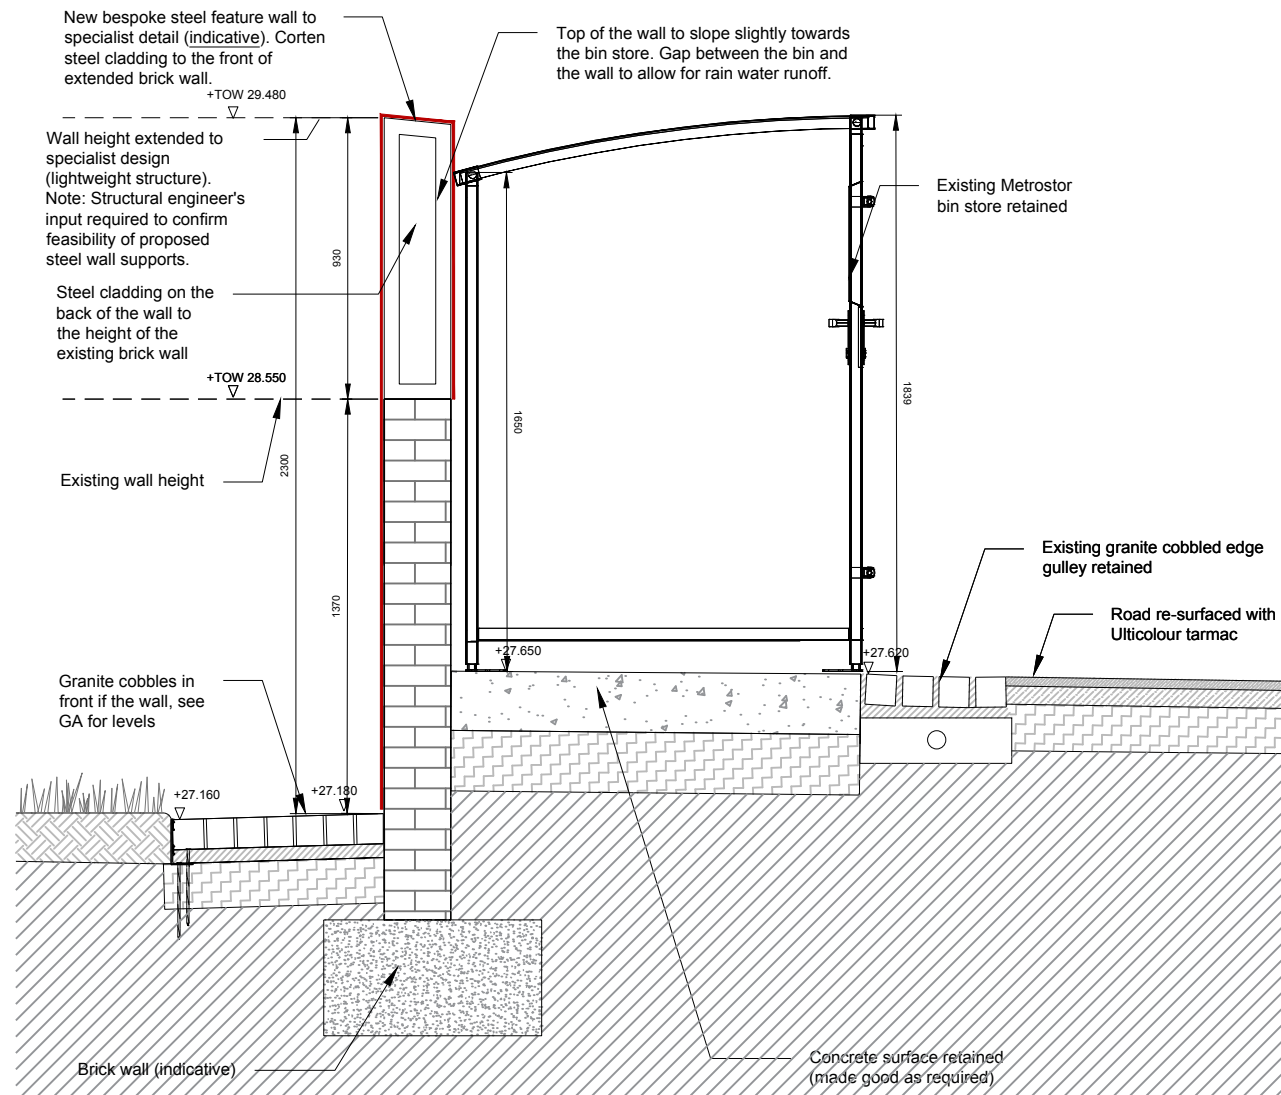 New bespoke steel feature wall to
specialist detail (indicative). Corten
steel cladding to the front of
extended brick wall.
Top of the wall to slope slightly towards
the bin store. Gap between the bin and
the wall to allow for rain water runoff.
+TOW 29.480
Wall height extended to
specialist design
(lightweight structure).
Note: Structural engineer's
input required to confirm
feasibility of proposed
steel wall supports.
Existing Metrostor
bin store retained
930
Steel cladding on the
back of the wall to
the height of the
existing brick wall
+TOW 28.550
1650
1839
2300
Existing wall height
1370
Existing granite cobbled edge
gulley retained
Road re-surfaced with
Ulticolour tarmac
+27.650
+27.620
Granite cobbles in
front if the wall, see
GA for levels
+27.160
+27.180
Brick wall (indicative)
Concrete surface retained
(made good as required)